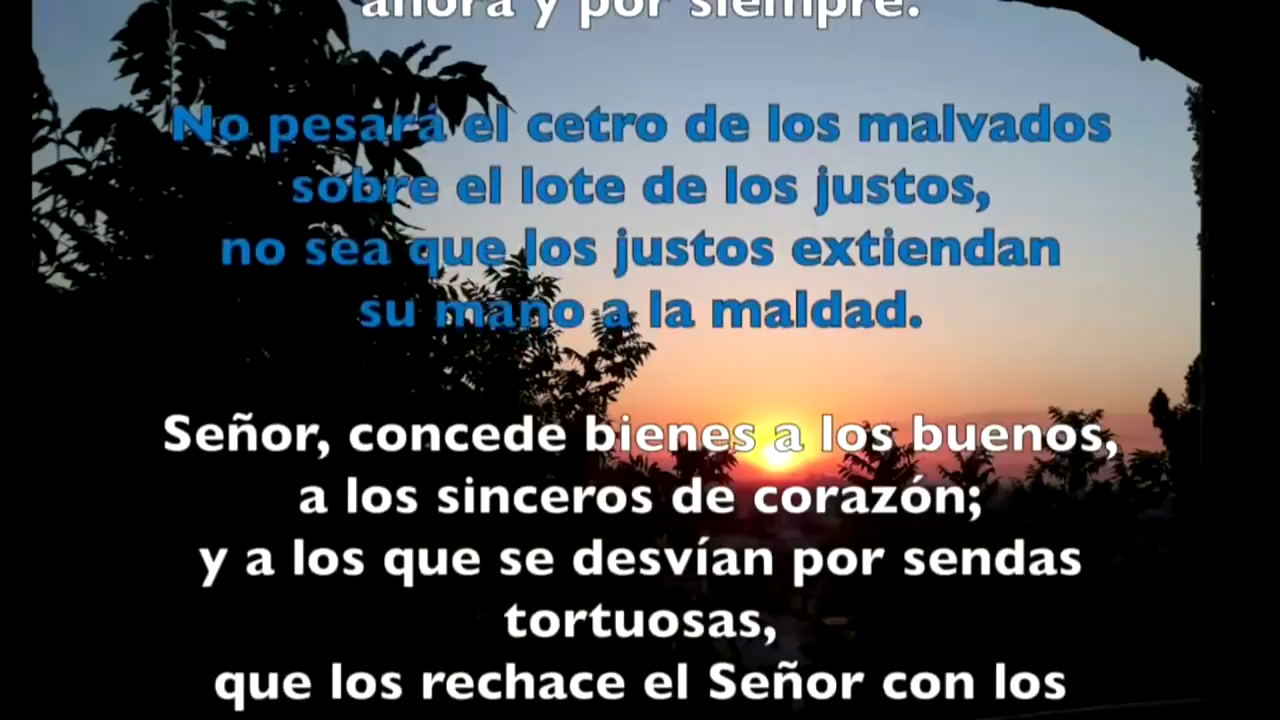 ahora y por siempre.
No pesará el cetro de los malvados
sobre el lote de los justos,
no sea que los justos extiendan
su mano a la maldad.
Señor, concede bienes a los buenos,
a los sinceros de corazón;
y a los que se desvían por sendas
tortuosas,
que los rechace el Señor con los